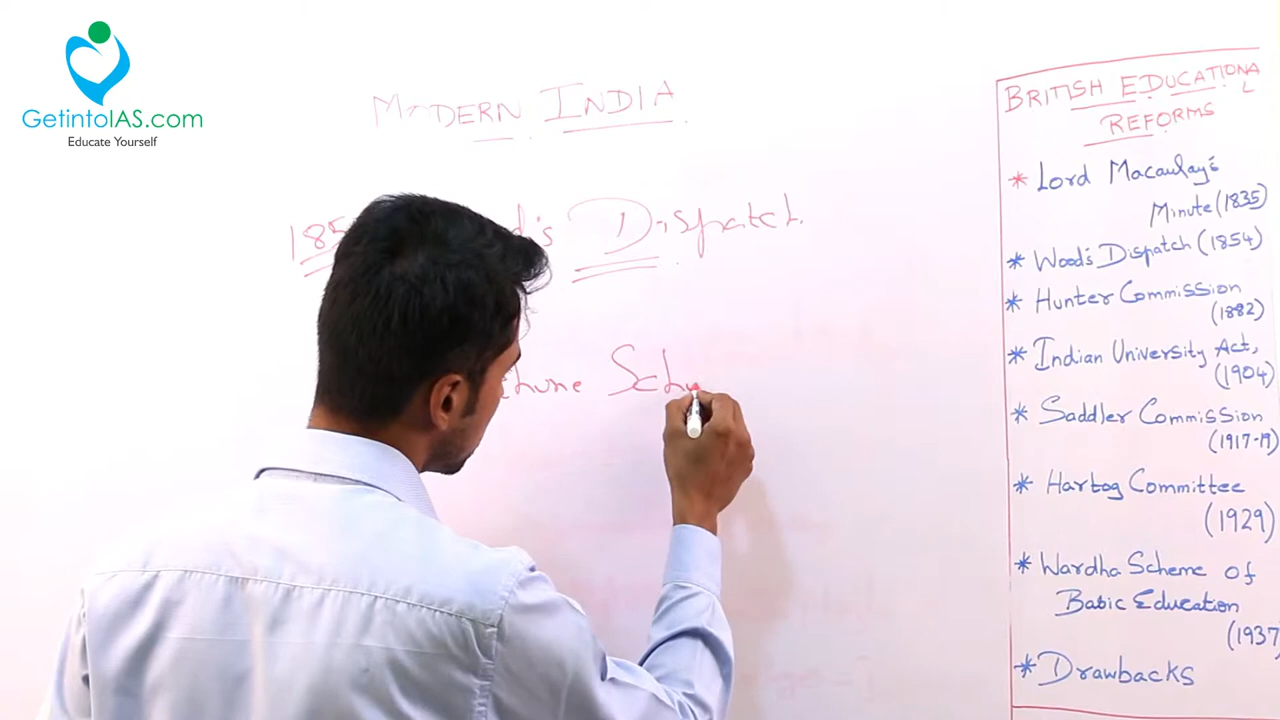 GetintoIAS.com
Educate Yourself
MODERN INDIA
Dispatch
BRITISH EDUCATIONAL
REFORMS
* Lord Macaulay's
Minute (1835)
* Wood's Dispatch (1854)
* Hunter Commission
(1882)
* Indian University Act,
(1904)
* Saddler Commission
(1917-19)
* Hartog Committee
(1929)
* Wardha Scheme of
Basic Education
(1937
* Drawbacks